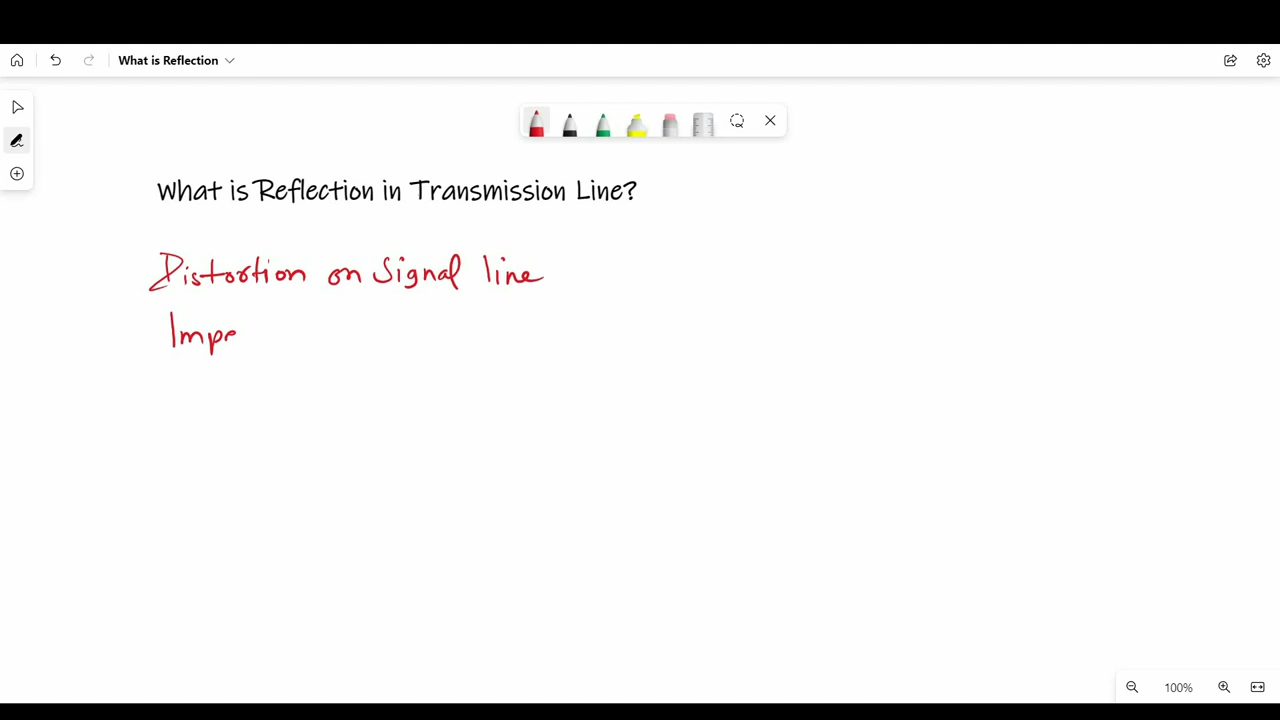 What is Reflection
What is Reflection in Transmission Line?
Distortion on Signal line
Impe
100%